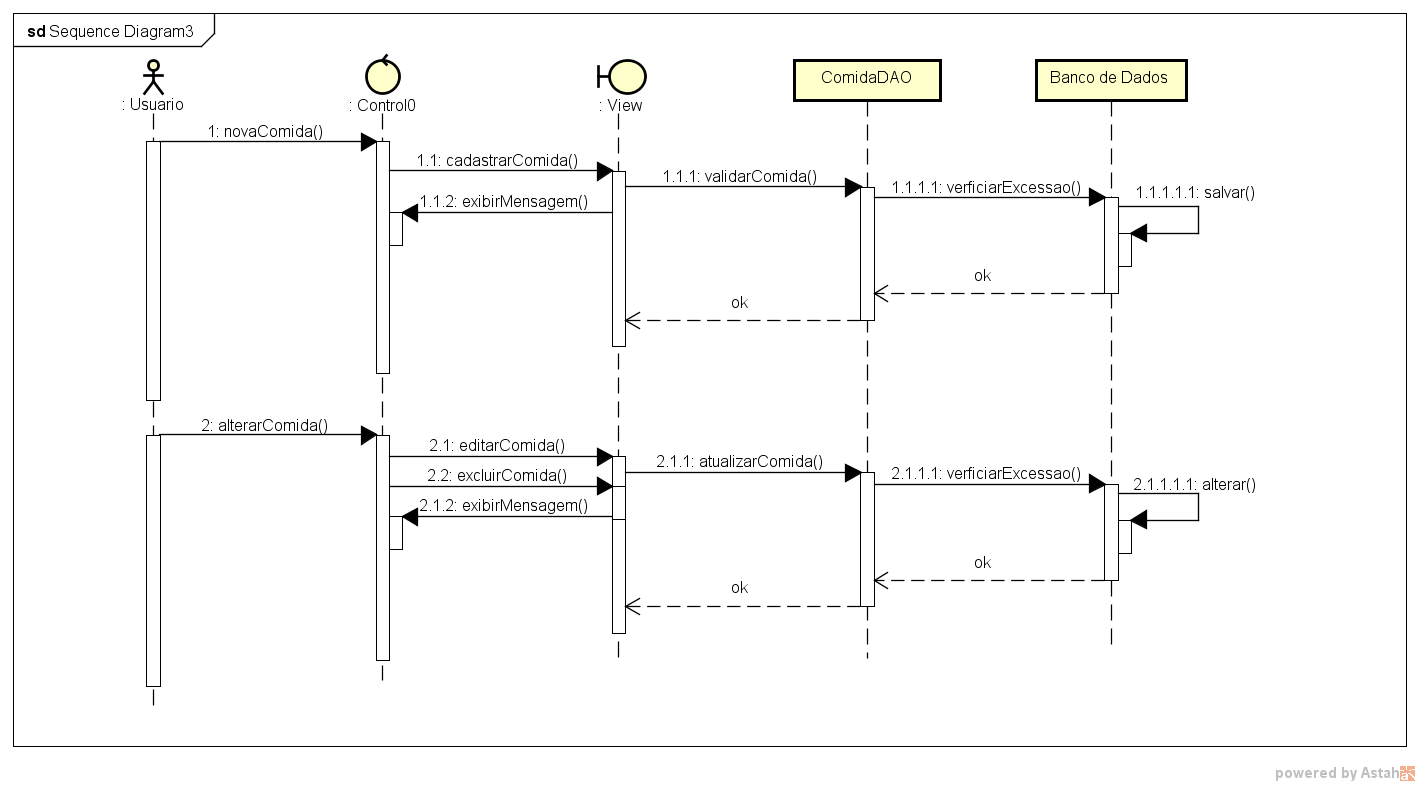 sd Sequence Diagram3
: Usuario
: Control0
: View
ComidaDAO
Banco de Dados
1: novaComida()
1.1: cadastrarComida()
1.1.1: validarComida()
1.1.1.1: verficiarExcessao()
1.1.1.1.1: salvar()
1.1.2: exibirMensagem()
ok
ok
2: alterarComida()
2.1: editarComida()
2.1.1: atualizarComida()
2.1.1.1: verficiarExcessao()
2.1.1.1.1: alterar()
2.2: excluirComida()
2.1.2: exibirMensagem()
ok
ok
powered by Astah